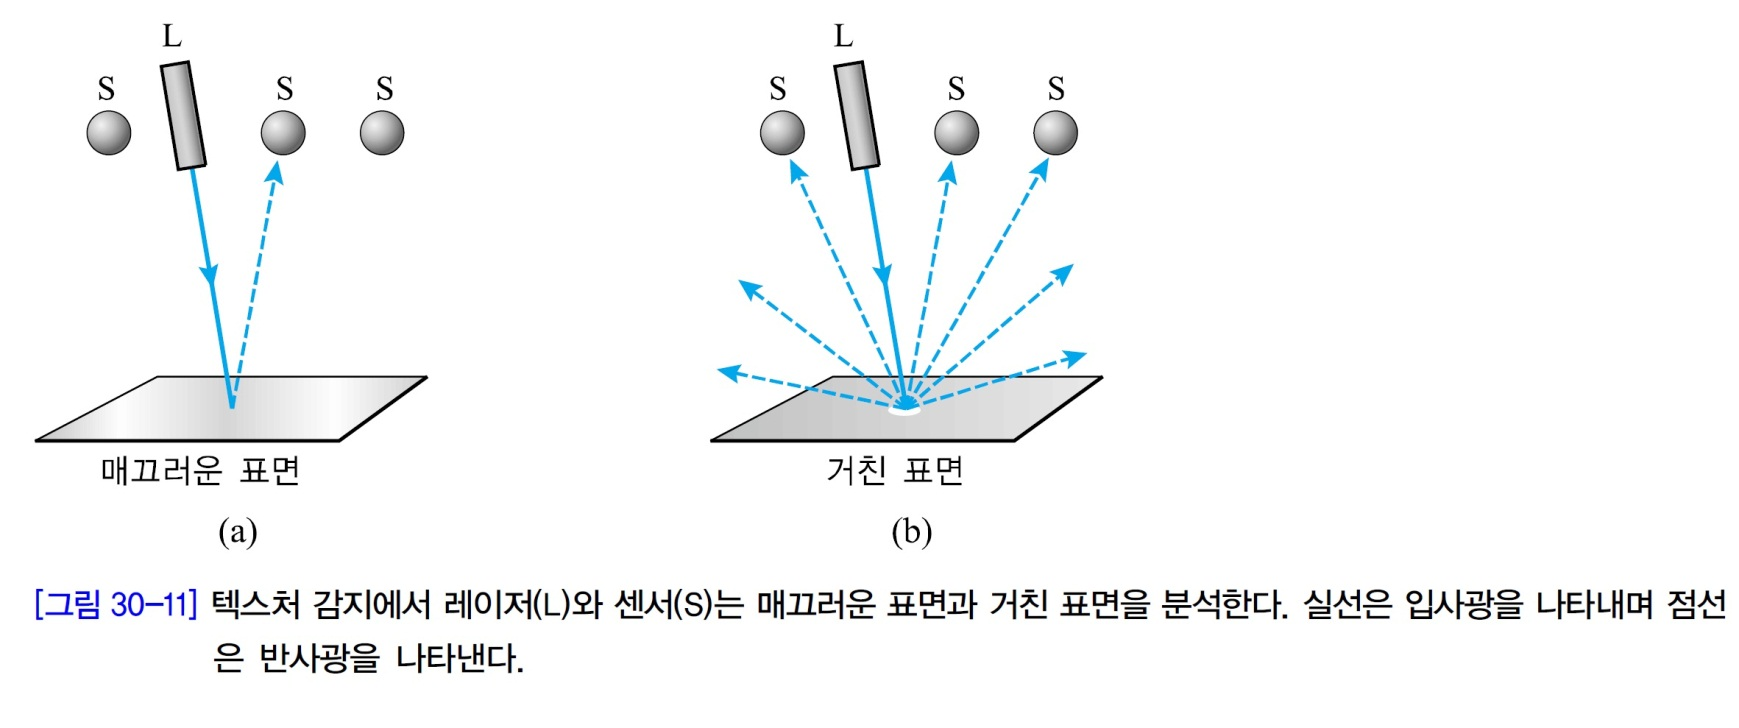 L
S
S
S
매끄러운 표면
(a)
L
S
S
S
거친 표면
(b)
[그림 30-11] 텍스처 감지에서 레이저(L)와 센서(S)는 매끄러운 표면과 거친 표면을 분석한다. 실선은 입사광을 나타내며 점선
은 반사광을 나타낸다.